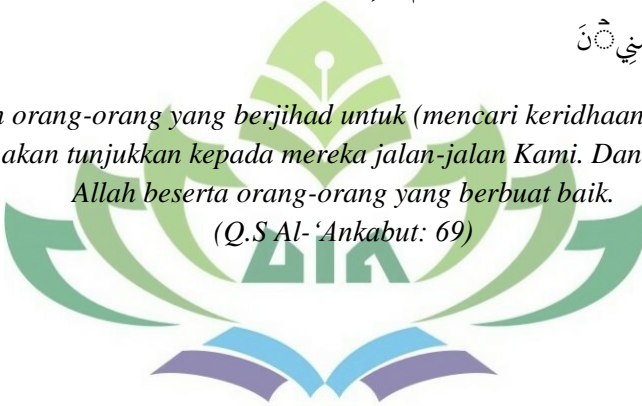 orang-orang yang berjihad untuk (mencari keridhaan
akan tunjukkan kepada mereka jalan-jalan Kami. Dan
Allah beserta orang-orang yang berbuat baik.
(Q.S Al-‘Ankabut: 69)